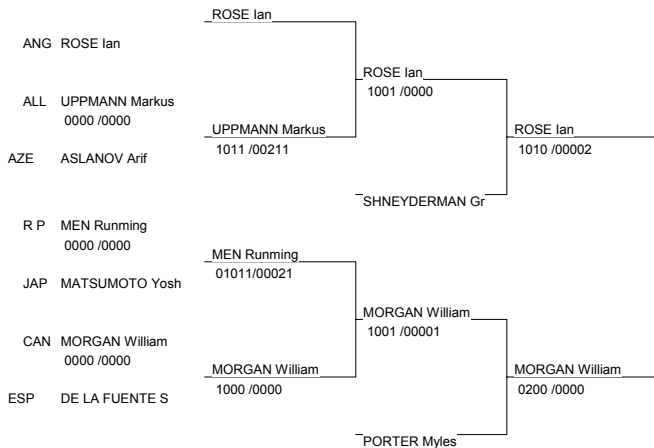 ROSE Ian
ANG ROSE Ian
ROSE Ian
1001 /0000
ALL UPPMANN Markus
0000 /0000
UPPMANN Markus
1011 /00211
ROSE Ian
1010 /00002
AZE ASLANOV Arif
SHNEYDERMAN Gr
R P MEN Runming
0000 /0000
MEN Runming
01011/00021
JAP MATSUMOTO Yosh
MORGAN William
1001 /00001
CAN MORGAN William
0000 /0000
MORGAN William
1000 /0000
MORGAN William
0200 /0000
ESP DE LA FUENTE S
PORTER Myles